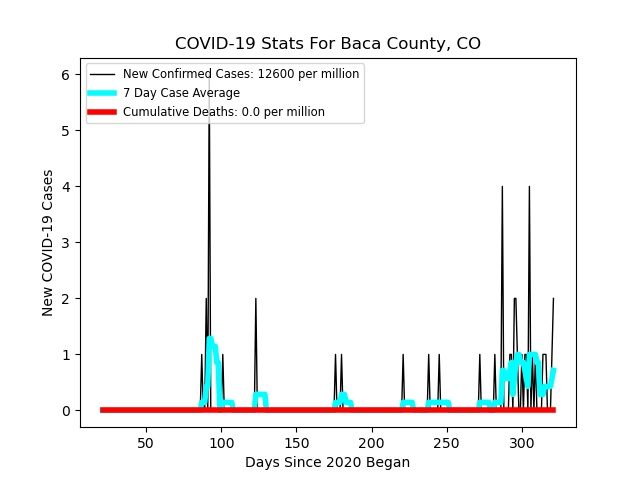 COVID-19 Stats For Baca County, CO
New Confirmed Cases: 12600 per million
7 Day Case Average
Cumulative Deaths: 0.0 per million
New COVID-19 Cases
6
5
4
3
2
1
0
50 100 150 200 250 300
Days Since 2020 Began